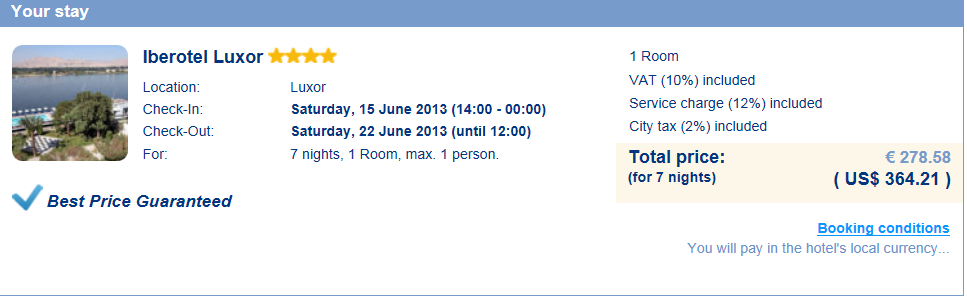 Your stay
Iberotel Luxor
Location: Luxor
Check-In: Saturday, 15 June 2013 (14:00 - 00:00)
Check-Out: Saturday, 22 June 2013 (until 12:00)
For: 7 nights, 1 Room, max. 1 person.
Best Price Guaranteed
1 Room
VAT (10%) included
Service charge (12%) included
City tax (2%) included
Total price: € 278.58
(for 7 nights) ( US$ 364.21 )
Booking conditions
You will pay in the hotel's local currency...